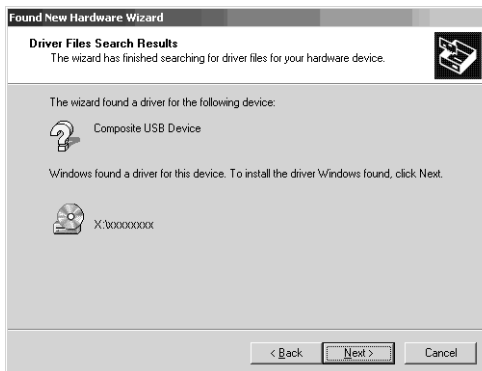 Found New Hardware Wizard
Driver Files Search Results
The wizard has finished searching for driver files for your hardware device.
The wizard found a driver for the following device:
Composite USB Device
Windows found a driver for this device. To install the driver Windows found, click Next.
X:\xxxxxxxx
< Back Next > Cancel